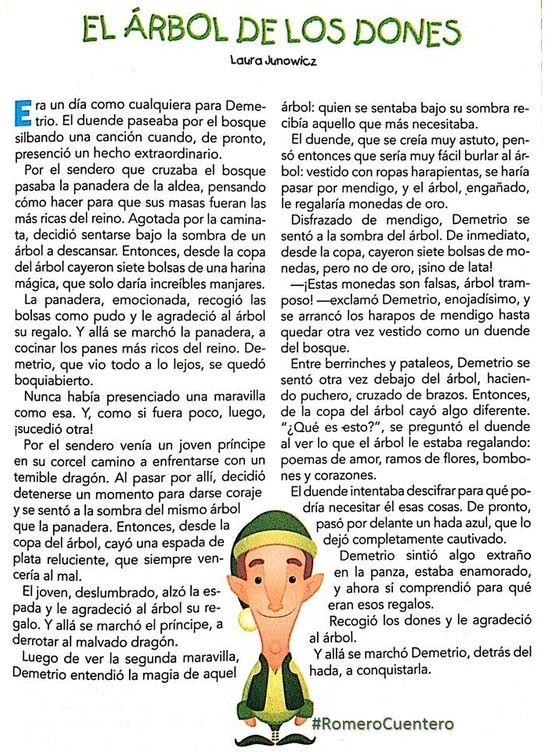 EL ÁRBOL DE LOS DONES
Laura Junowicz
Era un día como cualquiera para Deme-
trio. El duende paseaba por el bosque
silbando una canción cuando, de pronto,
presenció un hecho extraordinario.
Por el sendero que cruzaba el bosque
pasaba la panadera de la aldea, pensando
cómo hacer para que sus masas fueran las
más ricas del reino. Agotada por la camina-
ta, decidió sentarse bajo la sombra de un
árbol a descansar. Entonces, desde la copa
del árbol cayeron siete bolsas de una harina
mágica, que solo daría increíbles manjares.
La panadera, emocionada, recogió las
bolsas como pudo y le agradeció al árbol
su regalo. Y allá se marchó la panadera, a
cocinar los panes más ricos del reino. De-
metrio, que vio todo a lo lejos, se quedó
boquiabierto.
Nunca había presenciado una maravilla
como esa. Y, como si fuera poco, luego,
¡sucedió otra!
Por el sendero venía un joven príncipe
en su corcel camino a enfrentarse con un
temible dragón. Al pasar por allí, decidió
detenerse un momento para darse coraje
y se sentó a la sombra del mismo árbol
que la panadera. Entonces, desde la
copa del árbol, cayó una espada de
plata reluciente, que siempre ven-
cería al mal.
El joven, deslumbrado, alzó la es-
pada y le agradeció al árbol su re-
galo. Y allá se marchó el príncipe, a
derrotar al malvado dragón.
Luego de ver la segunda maravilla,
Demetrio entendió la magia de aquel
árbol: quien se sentaba bajo su sombra re-
cibía aquello que más necesitaba.
El duende, que se creía muy astuto, pen-
só entonces que sería muy fácil burlar al ár-
bol: vestido con ropas harapientas, se haría
pasar por mendigo, y el árbol, engañado,
le regalaría monedas de oro.
Disfrazado de mendigo, Demetrio se
sentó a la sombra del árbol. De inmediato,
desde la copa, cayeron siete bolsas de mo-
nedas, pero no de oro, ¡sino de lata!
—¡Estas monedas son falsas, árbol tram-
poso! —exclamó Demetrio, enojadísimo, y
se arrancó los harapos de mendigo hasta
quedar otra vez vestido como un duende
del bosque.
Entre berrinches y pataleos, Demetrio se
sentó otra vez debajo del árbol, hacien-
do puchero, cruzado de brazos. Entonces,
de la copa del árbol cayó algo diferente.
"¿Qué es esto?", se preguntó el duende
al ver lo que el árbol le estaba regalando:
poemas de amor, ramos de flores, bombo-
nes y corazones.
El duende intentaba descifrar para qué po-
dría necesitar él esas cosas. De pronto,
pasó por delante un hada azul, que lo
dejó completamente cautivado.
Demetrio sintió algo extraño
en la panza, estaba enamorado,
y ahora sí comprendió para qué
eran esos regalos.
Recogió los dones y le agradeció
al árbol.
Y allá se marchó Demetrio, detrás del
hada, a conquistarla.
#RomeroCuentero